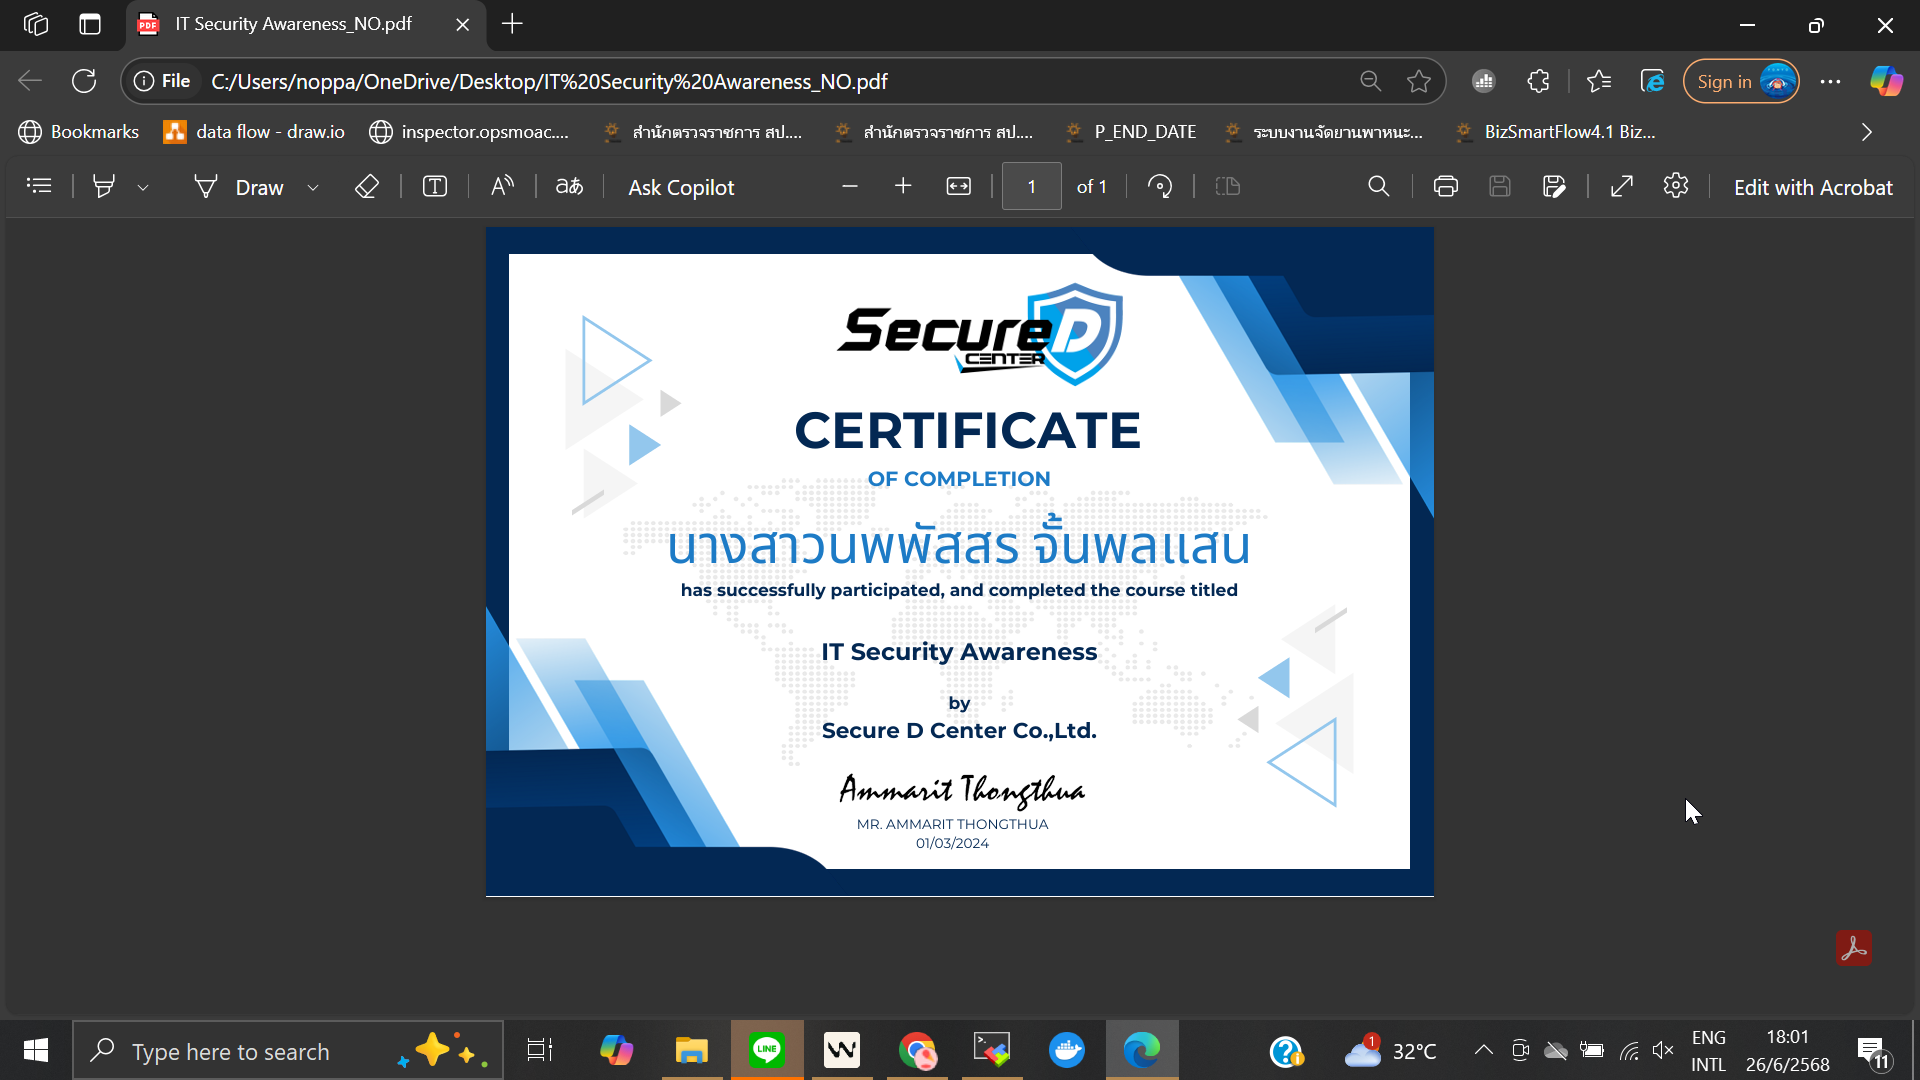 IT Security Awareness_NO.pdf
File C:/Users/noppa/OneDrive/Desktop/IT%20Security%20Awareness_NO.pdf
Sign in
Bookmarks data flow - draw.io inspector.opsmoac.... สำนักตรวจราชการ สป.... สำนักตรวจราชการ สป.... P_END_DATE ระบบงานจัดยานพาหนะ... BizSmartFlow4.1 Biz...
Draw Ask Copilot 1 of 1 Edit with Acrobat
Secure D
CENTER
CERTIFICATE
OF COMPLETION
นางสาวนพพัสสร จั้นพลแสน
has successfully participated, and completed the course titled
IT Security Awareness
by
Secure D Center Co.,Ltd.
Ammarit Thongthua
MR. AMMARIT THONGTHUA
01/03/2024
Type here to search
LINE
1
32°C
ENG
INTL
18:01
26/6/2568
11